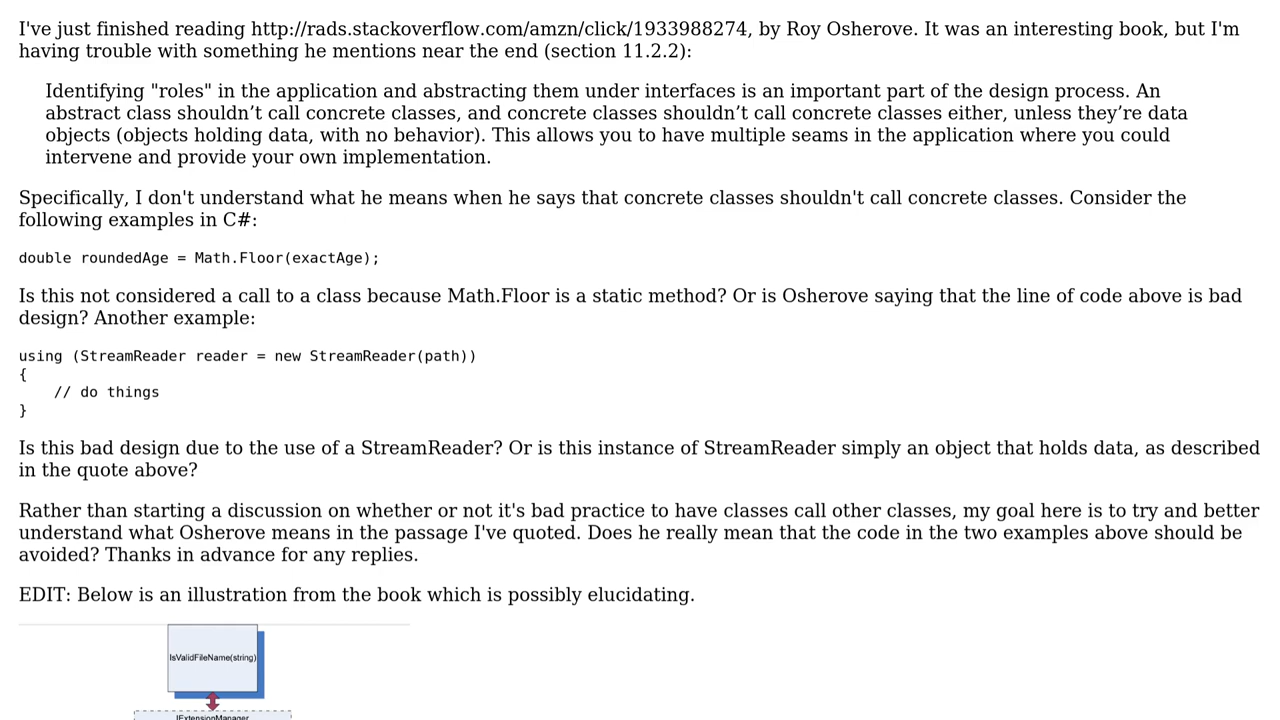 I've just finished reading http://rads.stackoverflow.com/amzn/click/1933988274, by Roy Osherove. It was an interesting book, but I'm
having trouble with something he mentions near the end (section 11.2.2):
Identifying "roles" in the application and abstracting them under interfaces is an important part of the design process. An
abstract class shouldn’t call concrete classes, and concrete classes shouldn’t call concrete classes either, unless they’re data
objects (objects holding data, with no behavior). This allows you to have multiple seams in the application where you could
intervene and provide your own implementation.
Specifically, I don't understand what he means when he says that concrete classes shouldn't call concrete classes. Consider the
following examples in C#:
double roundedAge = Math.Floor(exactAge);
Is this not considered a call to a class because Math.Floor is a static method? Or is Osherove saying that the line of code above is bad
design? Another example:
using (StreamReader reader = new StreamReader(path))
{
// do things
}
Is this bad design due to the use of a StreamReader? Or is this instance of StreamReader simply an object that holds data, as described
in the quote above?
Rather than starting a discussion on whether or not it's bad practice to have classes call other classes, my goal here is to try and better
understand what Osherove means in the passage I've quoted. Does he really mean that the code in the two examples above should be
avoided? Thanks in advance for any replies.
EDIT: Below is an illustration from the book which is possibly elucidating.
IsValidFileName(string)
IExtensionManager